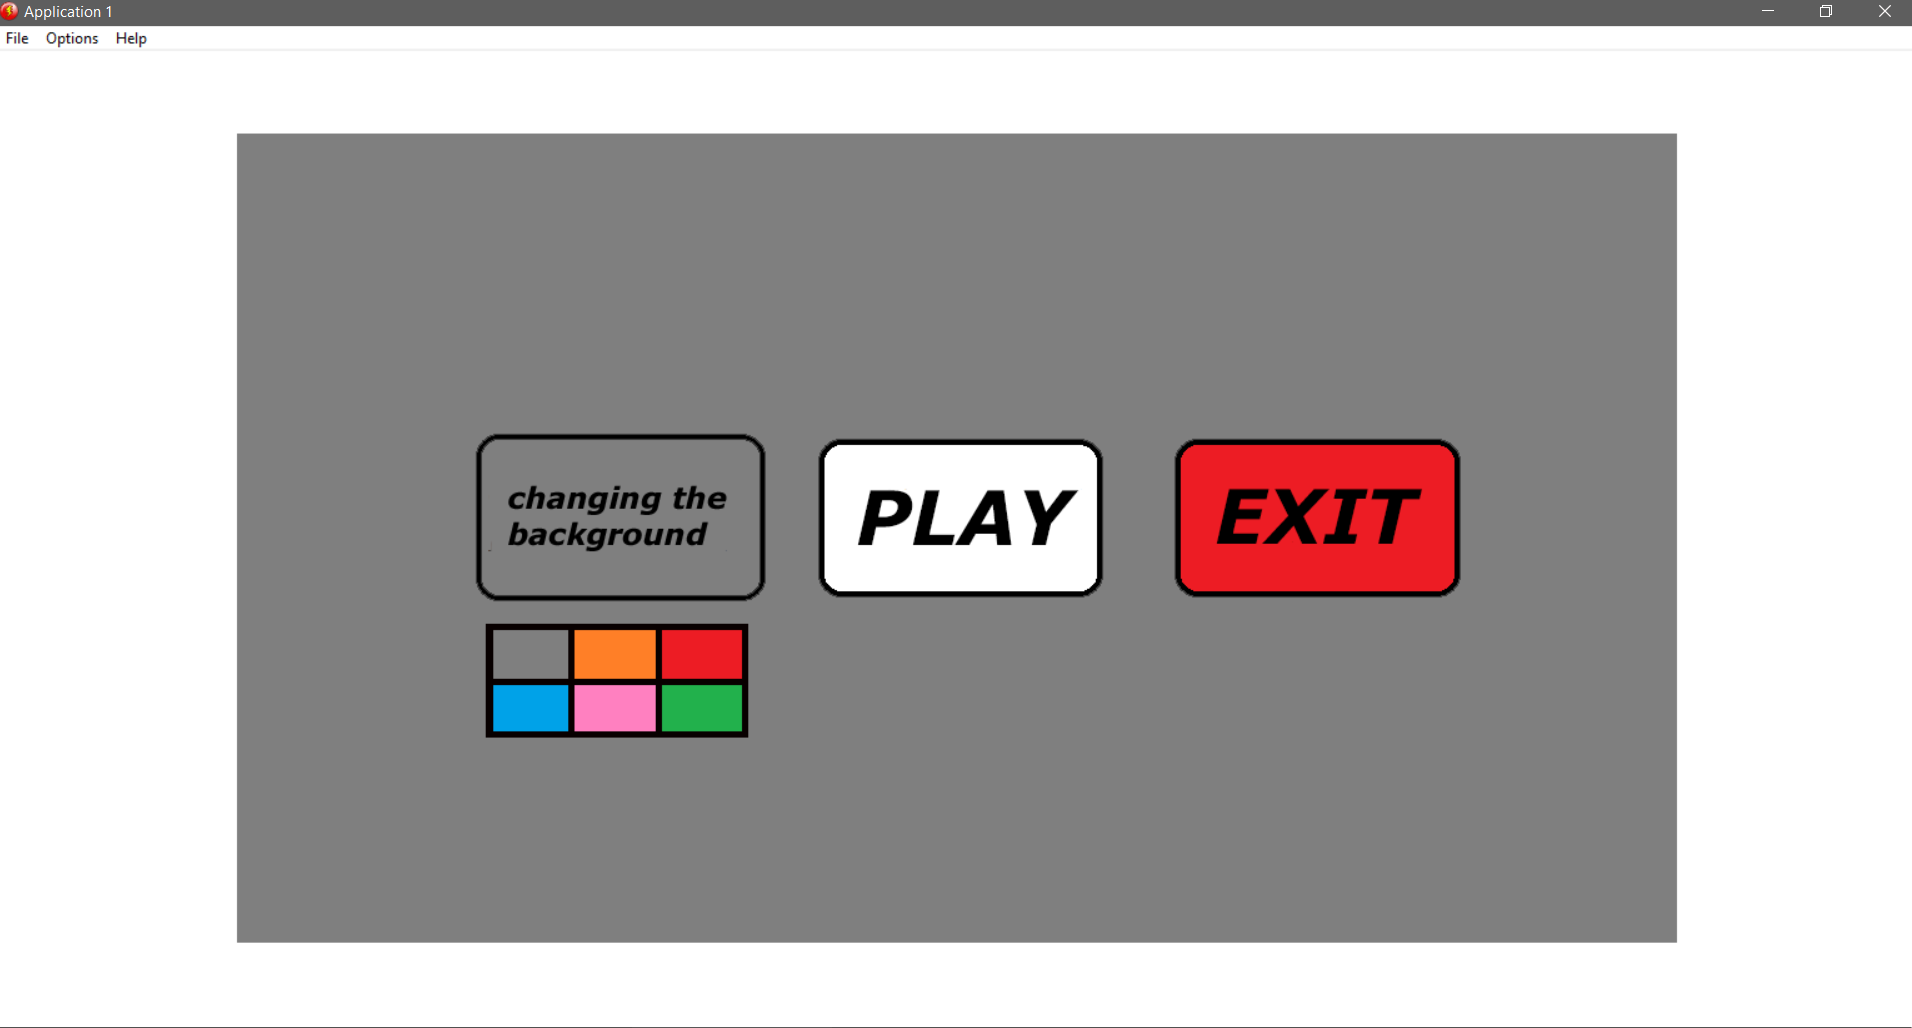 Application 1
File Options Help
changing the
background
PLAY
EXIT